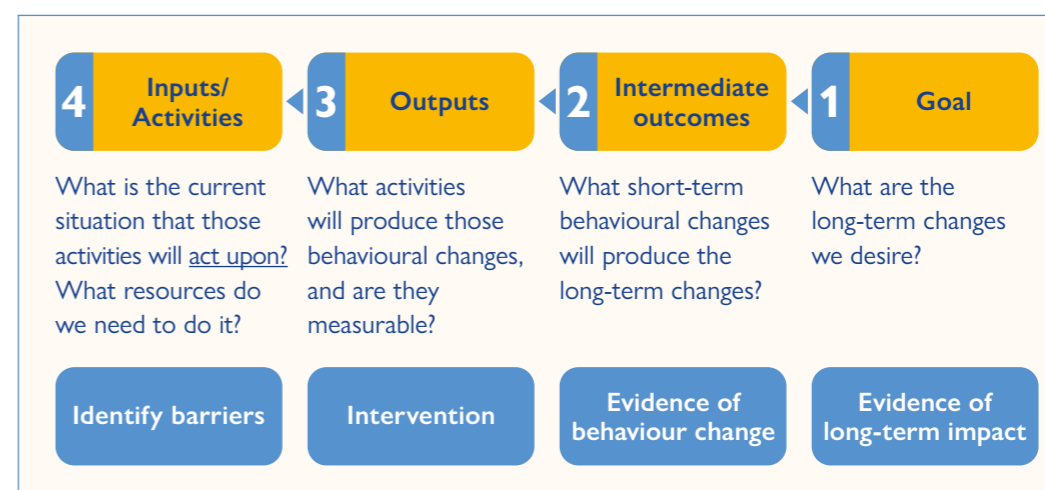 4
Inputs/
Activities
3
Outputs
2
Intermediate
outcomes
1
Goal
What is the current
situation that those
activities will act upon?
What resources do
we need to do it?
What activities
will produce those
behavioural changes,
and are they
measurable?
What short-term
behavioural changes
will produce the
long-term changes?
What are the
long-term changes
we desire?
Identify barriers
Intervention
Evidence of
behaviour change
Evidence of
long-term impact